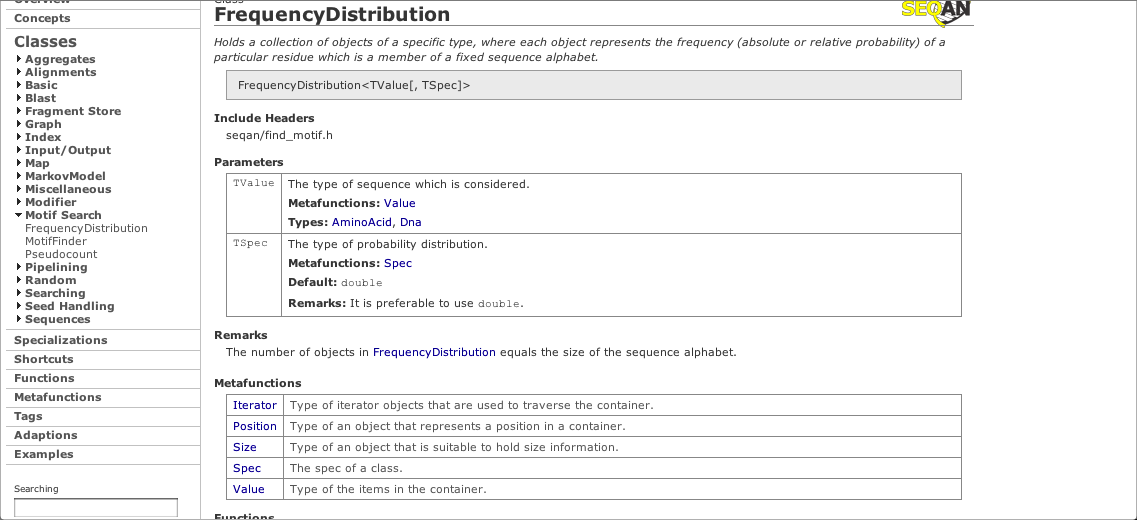 Overview
Concepts
Classes
Aggregates
Alignments
Basic
Blast
Fragment Store
Graph
Index
Input/Output
Map
MarkovModel
Miscellaneous
Modifier
Motif Search
FrequencyDistribution
MotifFinder
Pseudocount
Pipelining
Random
Searching
Seed Handling
Sequences
Specializations
Shortcuts
Functions
Metafunctions
Tags
Adaptions
Examples
Searching
Class
FrequencyDistribution
SEQAN
Holds a collection of objects of a specific type, where each object represents the frequency (absolute or relative probability) of a
particular residue which is a member of a fixed sequence alphabet.
FrequencyDistribution<TValue[, TSpec]>
Include Headers
seqan/find_motif.h
Parameters
TValue The type of sequence which is considered.
Metafunctions: Value
Types: AminoAcid, Dna
TSpec The type of probability distribution.
Metafunctions: Spec
Default: double
Remarks: It is preferable to use double.
Remarks
The number of objects in FrequencyDistribution equals the size of the sequence alphabet.
Metafunctions
Iterator Type of iterator objects that are used to traverse the container.
Position Type of an object that represents a position in a container.
Size Type of an object that is suitable to hold size information.
Spec The spec of a class.
Value Type of the items in the container.
Functions